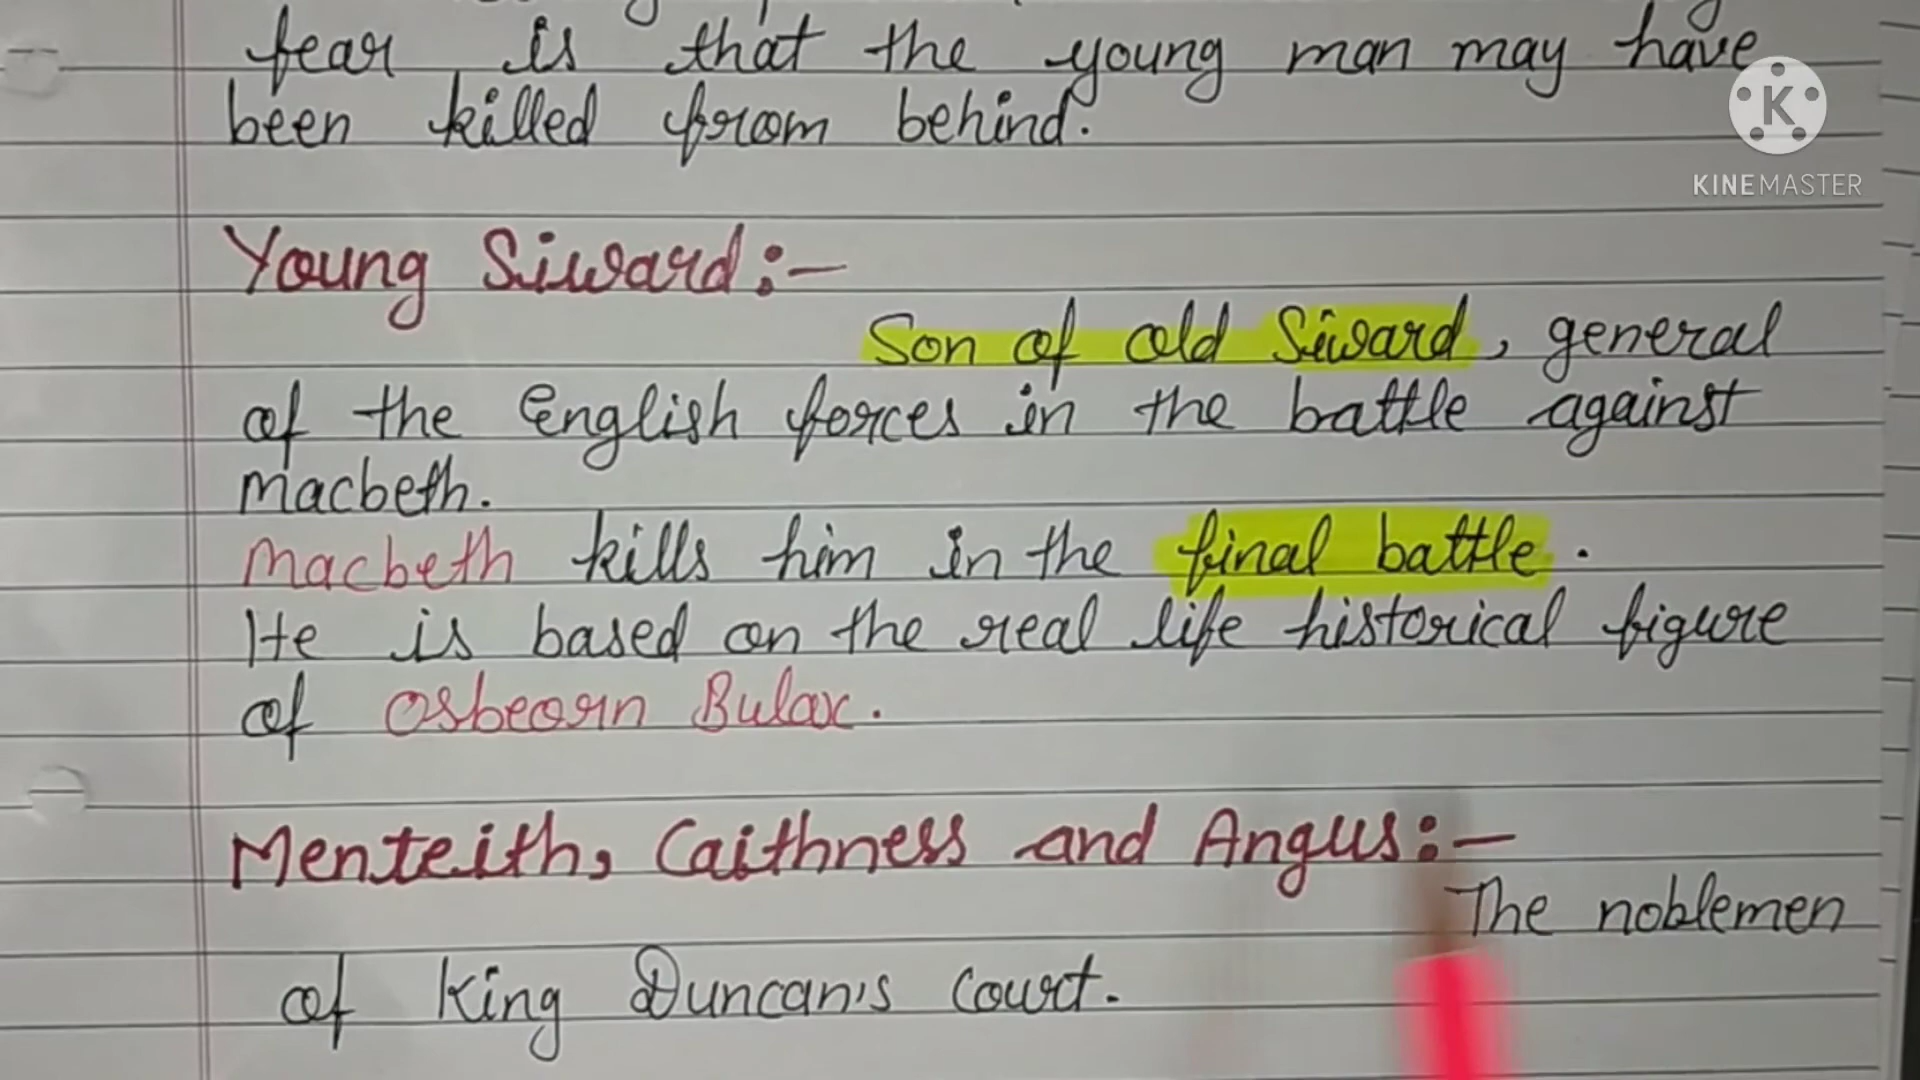 fear is that the young man may have
been killed from behind.
K
KINEMASTER
Young Siward:-
Son of old Siward, general
of the English forces in the battle against
Macbeth.
Macbeth kills him in the final battle.
He is based on the real life historical figure
of Osbeorn Bulax.
Menteith, Caithness and Angus:-
The noblemen
of King Duncan's Court.